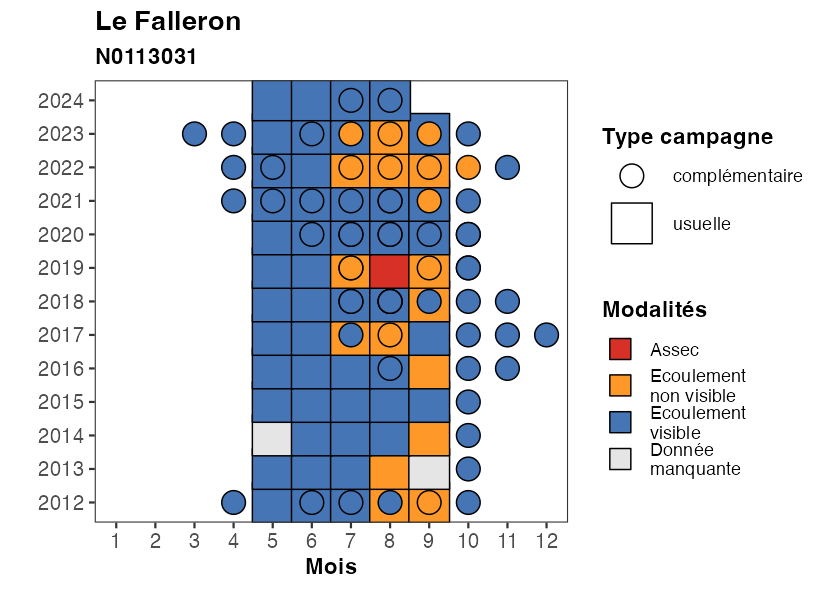 Le Falleron
N0113031
2024
2023
2022
2021
2020
2019
2018
2017
2016
2015
2014
2013
2012
1 2 3 4 5 6 7 8 9 10 11 12
Mois
Type campagne
complémentaire
usuelle
Modalités
Assec
Ecoulement
non visible
Ecoulement
visible
Donnée
manquante